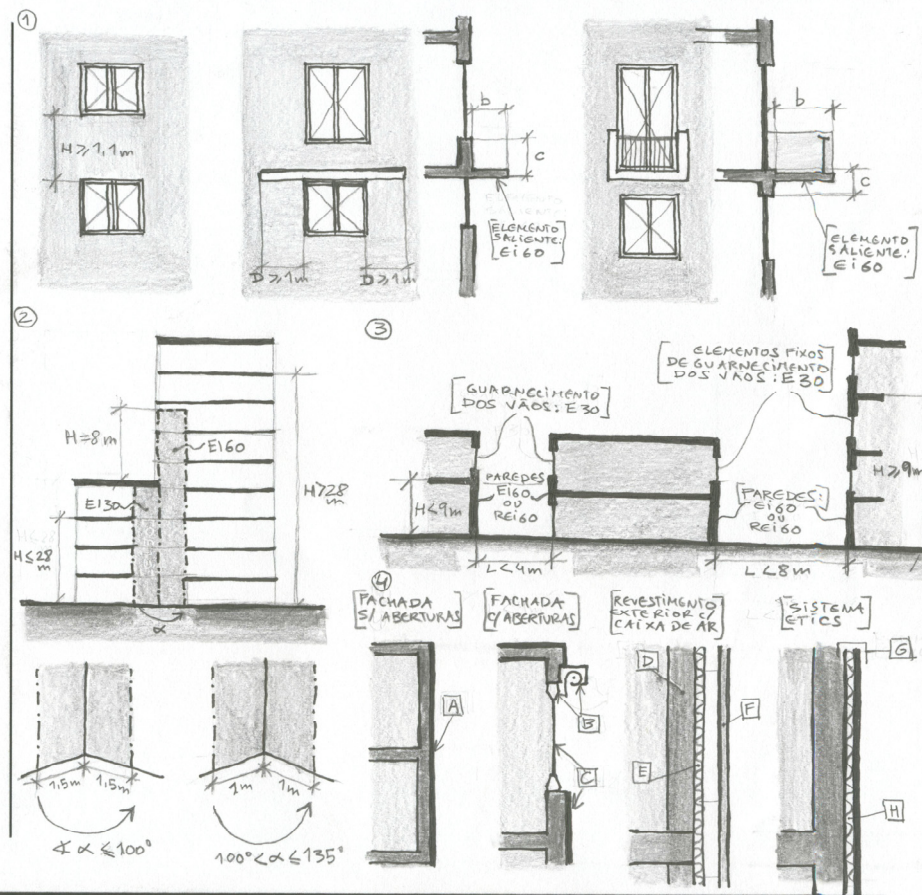 1
H ≥ 1,1m
D ≥ 1m
D ≥ 1m
b
c
ELEMENTO
SALIENTE:
EI60
b
c
ELEMENTO
SALIENTE:
EI60
2
H=8m
EI60
EI30
H≤28
m
H>28
m
α
1,5m
1,5m
∡ α ≤ 100°
1m
1m
100° < α ≤ 135°
3
GUARNECIMENTO
DOS VÃOS: E30
ELEMENTOS FIXOS
DE GUARNECIMENTO
DOS VÃOS: E30
H<9m
PAREDES
EI60
OU
REI60
PAREDES:
EI60
OU
REI60
H≥9m
L<4m
L<8m
4
FACHADA
S/ ABERTURAS
A
FACHADA
C/ ABERTURAS
B
C
REVESTIMENTO
EXTERIOR C/
CAIXA DE AR
D
E
F
SISTEMA
ETICS
G
H